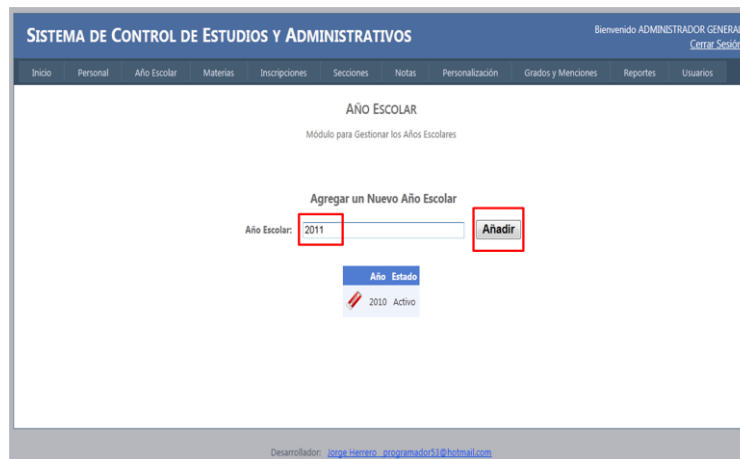 SISTEMA DE CONTROL DE ESTUDIOS Y ADMINISTRATIVOS
Bienvenido ADMINISTRADOR GENERAL
Cerrar Sesión
Inicio Personal Año Escolar Materias Inscripciones Secciones Notas Personalización Grados y Menciones Reportes Usuarios
AÑO ESCOLAR
Módulo para Gestionar los Años Escolares
Agregar un Nuevo Año Escolar
Año Escolar: 2011 Añadir
Año Estado
2010 Activo
Desarrollador: Jorge Herrero programador53@hotmail.com